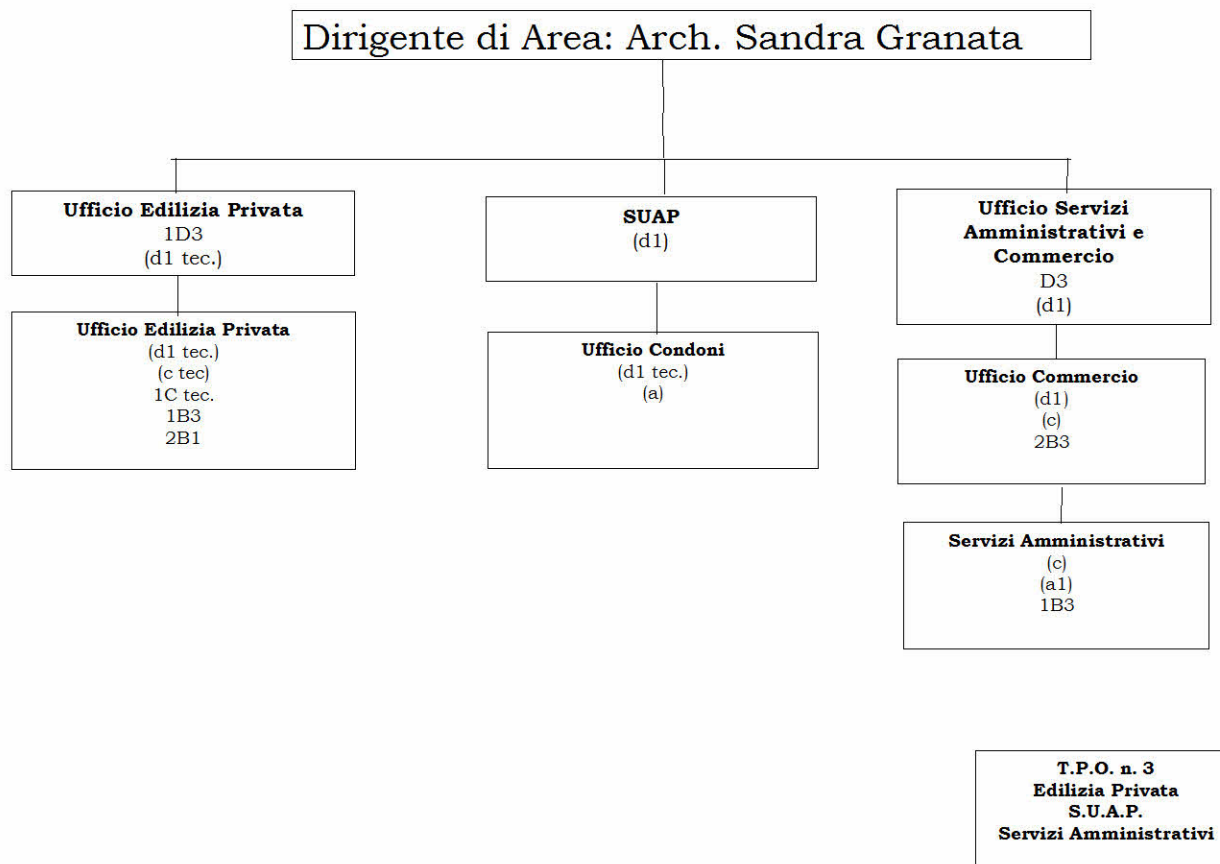 Dirigente di Area: Arch. Sandra Granata
Ufficio Edilizia Privata
1D3
(d1 tec.)
SUAP
(d1)
Ufficio Servizi
Amministrativi e
Commercio
D3
(d1)
Ufficio Edilizia Privata
(d1 tec.)
(c tec)
1C tec.
1B3
2B1
Ufficio Condoni
(d1 tec.)
(a)
Ufficio Commercio
(d1)
(c)
2B3
Servizi Amministrativi
(c)
(a1)
1B3
T.P.O. n. 3
Edilizia Privata
S.U.A.P.
Servizi Amministrativi